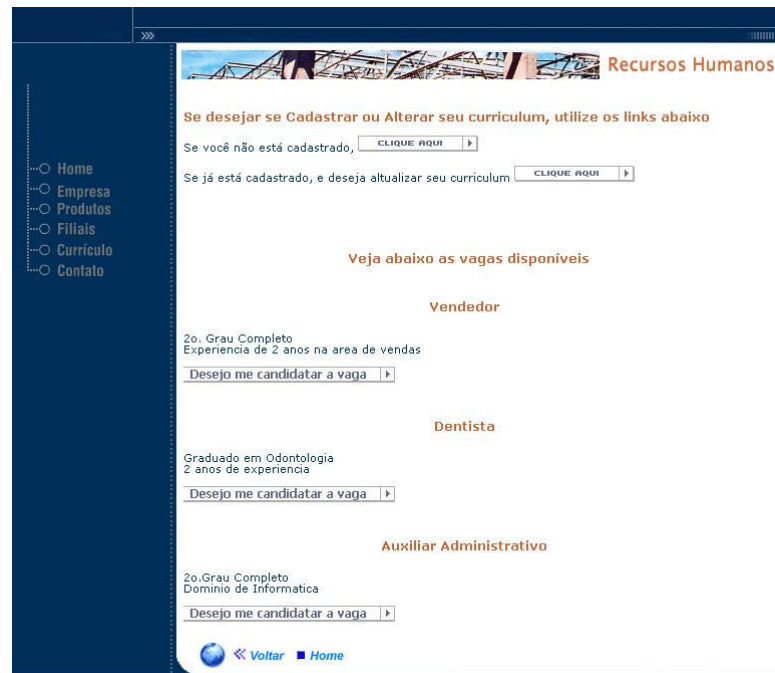 Recursos Humanos
Se desejar se Cadastrar ou Alterar seu curriculum, utilize os links abaixo
Se você não está cadastrado, CLIQUE AQUI
Se já está cadastrado, e deseja altualizar seu curriculum CLIQUE AQUI
Home
Empresa
Produtos
Filiais
Currículo
Contato
Veja abaixo as vagas disponíveis
Vendedor
2o. Grau Completo
Experiencia de 2 anos na area de vendas
Desejo me candidatar a vaga
Dentista
Graduado em Odontologia
2 anos de experiencia
Desejo me candidatar a vaga
Auxiliar Administrativo
2o.Grau Completo
Dominio de Informatica
Desejo me candidatar a vaga
Voltar Home